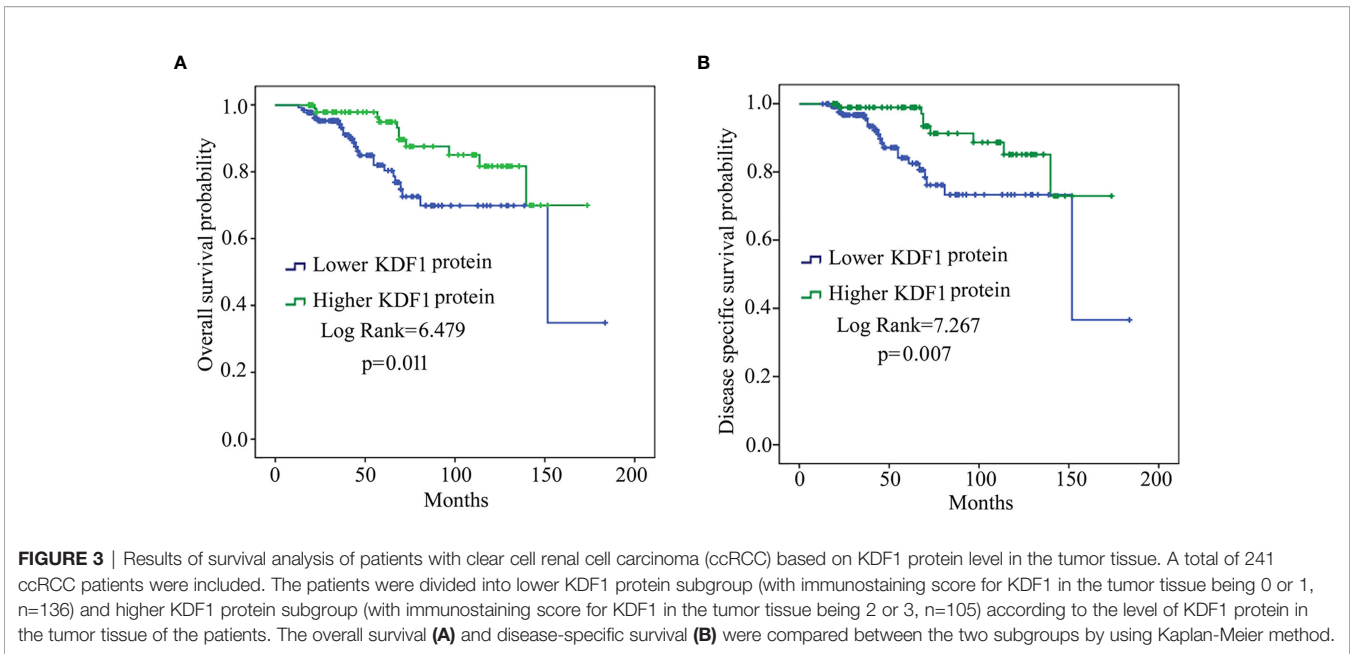 A
B
Overall survival probability
1.0
0.8
0.6
0.4
0.2
0.0
Lower KDF1 protein
Higher KDF1 protein
Log Rank=6.479
p=0.011
0 50 100 150 200
Months
Disease specific survival probability
1.0
0.8
0.6
0.4
0.2
0.0
Lower KDF1 protein
Higher KDF1 protein
Log Rank=7.267
p=0.007
0 50 100 150 200
Months
FIGURE 3 | Results of survival analysis of patients with clear cell renal cell carcinoma (ccRCC) based on KDF1 protein level in the tumor tissue. A total of 241
ccRCC patients were included. The patients were divided into lower KDF1 protein subgroup (with immunostaining score for KDF1 in the tumor tissue being 0 or 1,
n=136) and higher KDF1 protein subgroup (with immunostaining score for KDF1 in the tumor tissue being 2 or 3, n=105) according to the level of KDF1 protein in
the tumor tissue of the patients. The overall survival (A) and disease-specific survival (B) were compared between the two subgroups by using Kaplan-Meier method.